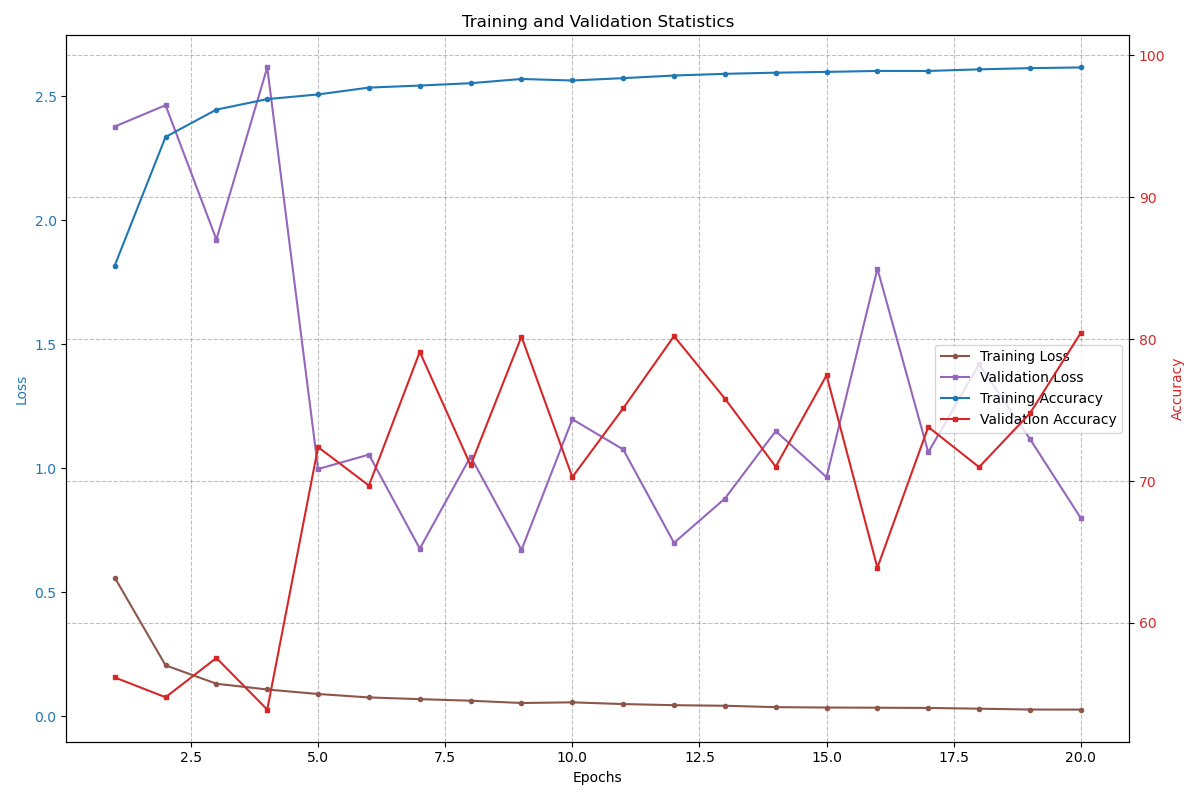 Training and Validation Statistics
2.5
2.0
1.5
1.0
0.5
0.0
Loss
100
90
80
70
60
Accuracy
Training Loss
Validation Loss
Training Accuracy
Validation Accuracy
2.5 5.0 7.5 10.0 12.5 15.0 17.5 20.0
Epochs